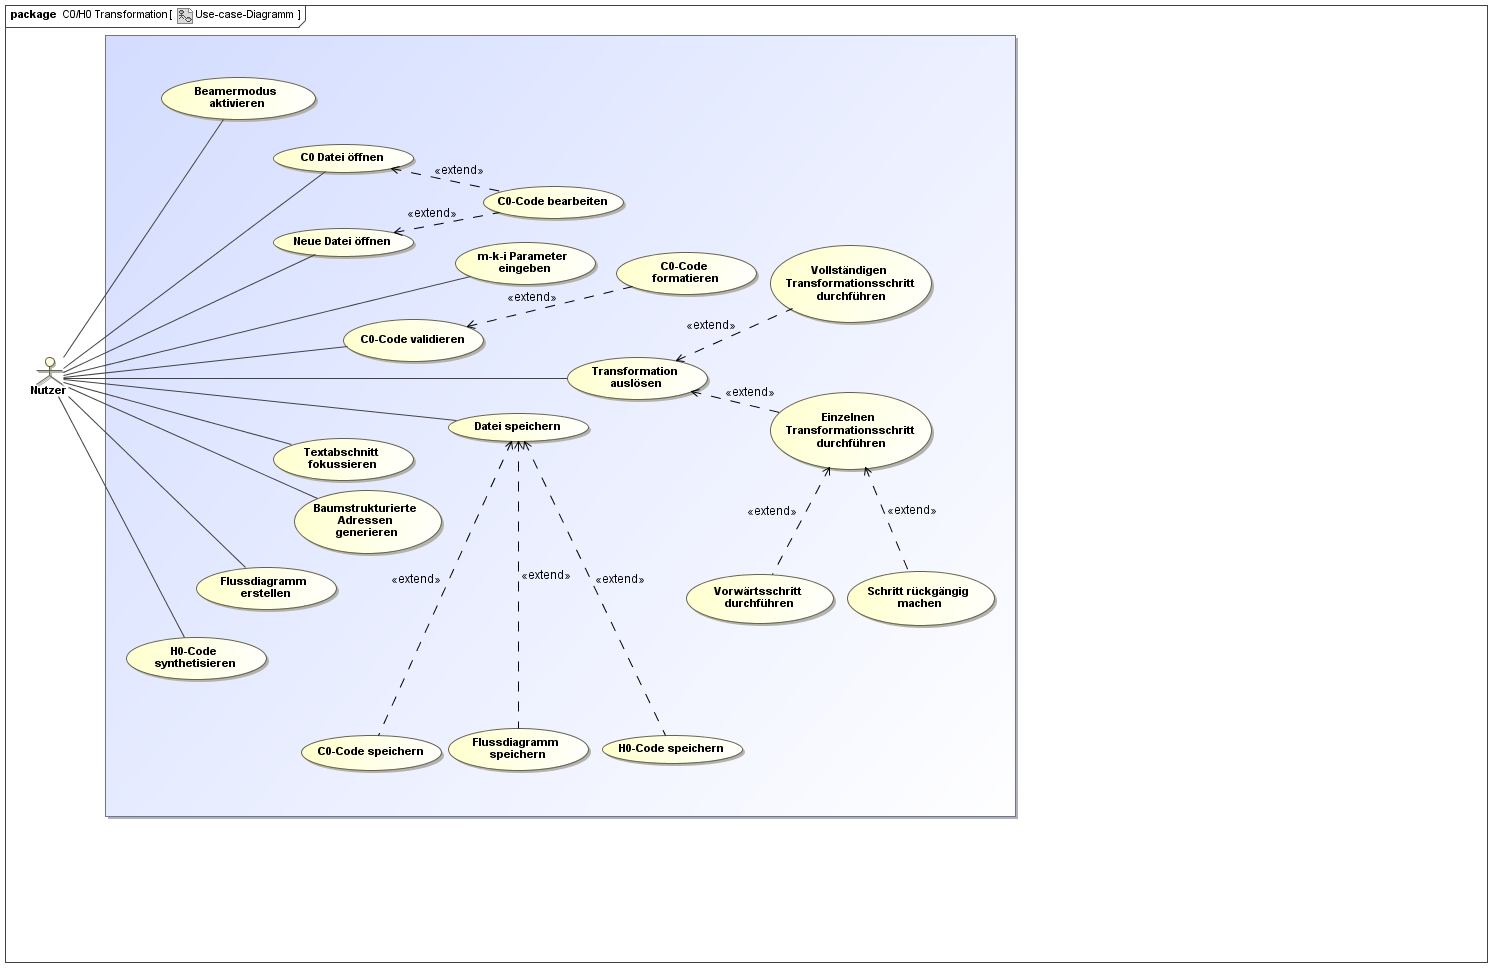 package C0/H0 Transformation [ Use-case-Diagramm ]
Beamermodus
aktivieren
C0 Datei öffnen
«extend»
C0-Code bearbeiten
«extend»
Neue Datei öffnen
m-k-i Parameter
eingeben
C0-Code
formatieren
Vollständigen
Transformationsschritt
durchführen
«extend»
C0-Code validieren
«extend»
Transformation
auslösen
Nutzer
«extend»
Einzelnen
Transformationsschritt
durchführen
Datei speichern
Textabschnitt
fokussieren
Baumstrukturierte
Adressen
generieren
«extend»
«extend»
Flussdiagramm
erstellen
«extend»
«extend»
«extend»
Vorwärtsschritt
durchführen
Schritt rückgängig
machen
H0-Code
synthetisieren
C0-Code speichern
Flussdiagramm
speichern
H0-Code speichern